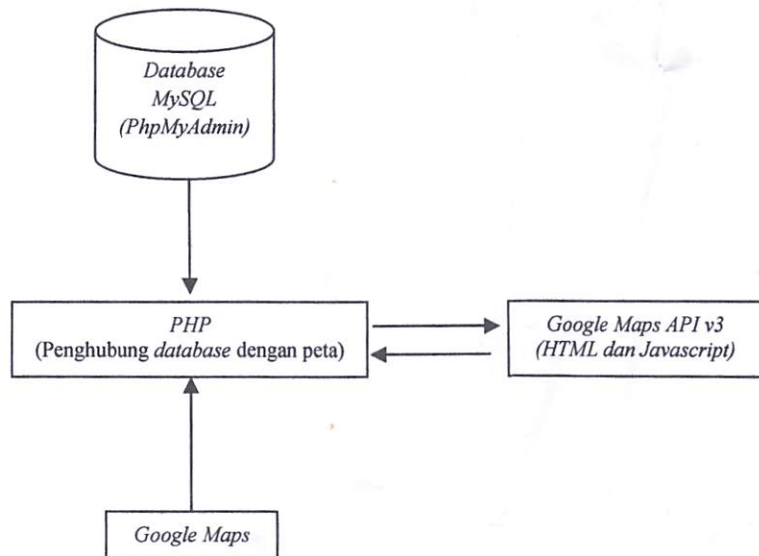 Database
MySQL
(PhpMyAdmin)
PHP
(Penghubung database dengan peta)
Google Maps API v3
(HTML dan Javascript)
Google Maps